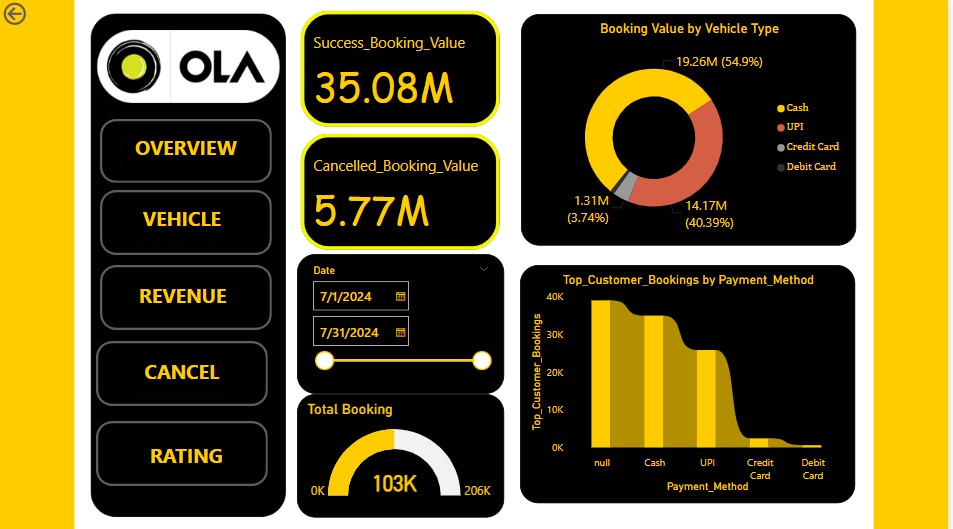 OLA
OVERVIEW
VEHICLE
REVENUE
CANCEL
RATING
Success_Booking_Value
35.08M
Cancelled_Booking_Value
5.77M
Date
7/1/2024
7/31/2024
Total Booking
0K
103K
206K
Booking Value by Vehicle Type
19.26M (54.9%)
1.31M
(3.74%)
14.17M
(40.39%)
Cash
UPI
Credit Card
Debit Card
Top_Customer_Bookings by Payment_Method
Top_Customer_Bookings
40K
30K
20K
10K
0K
null
Cash
UPI
Credit
Card
Debit
Card
Payment_Method